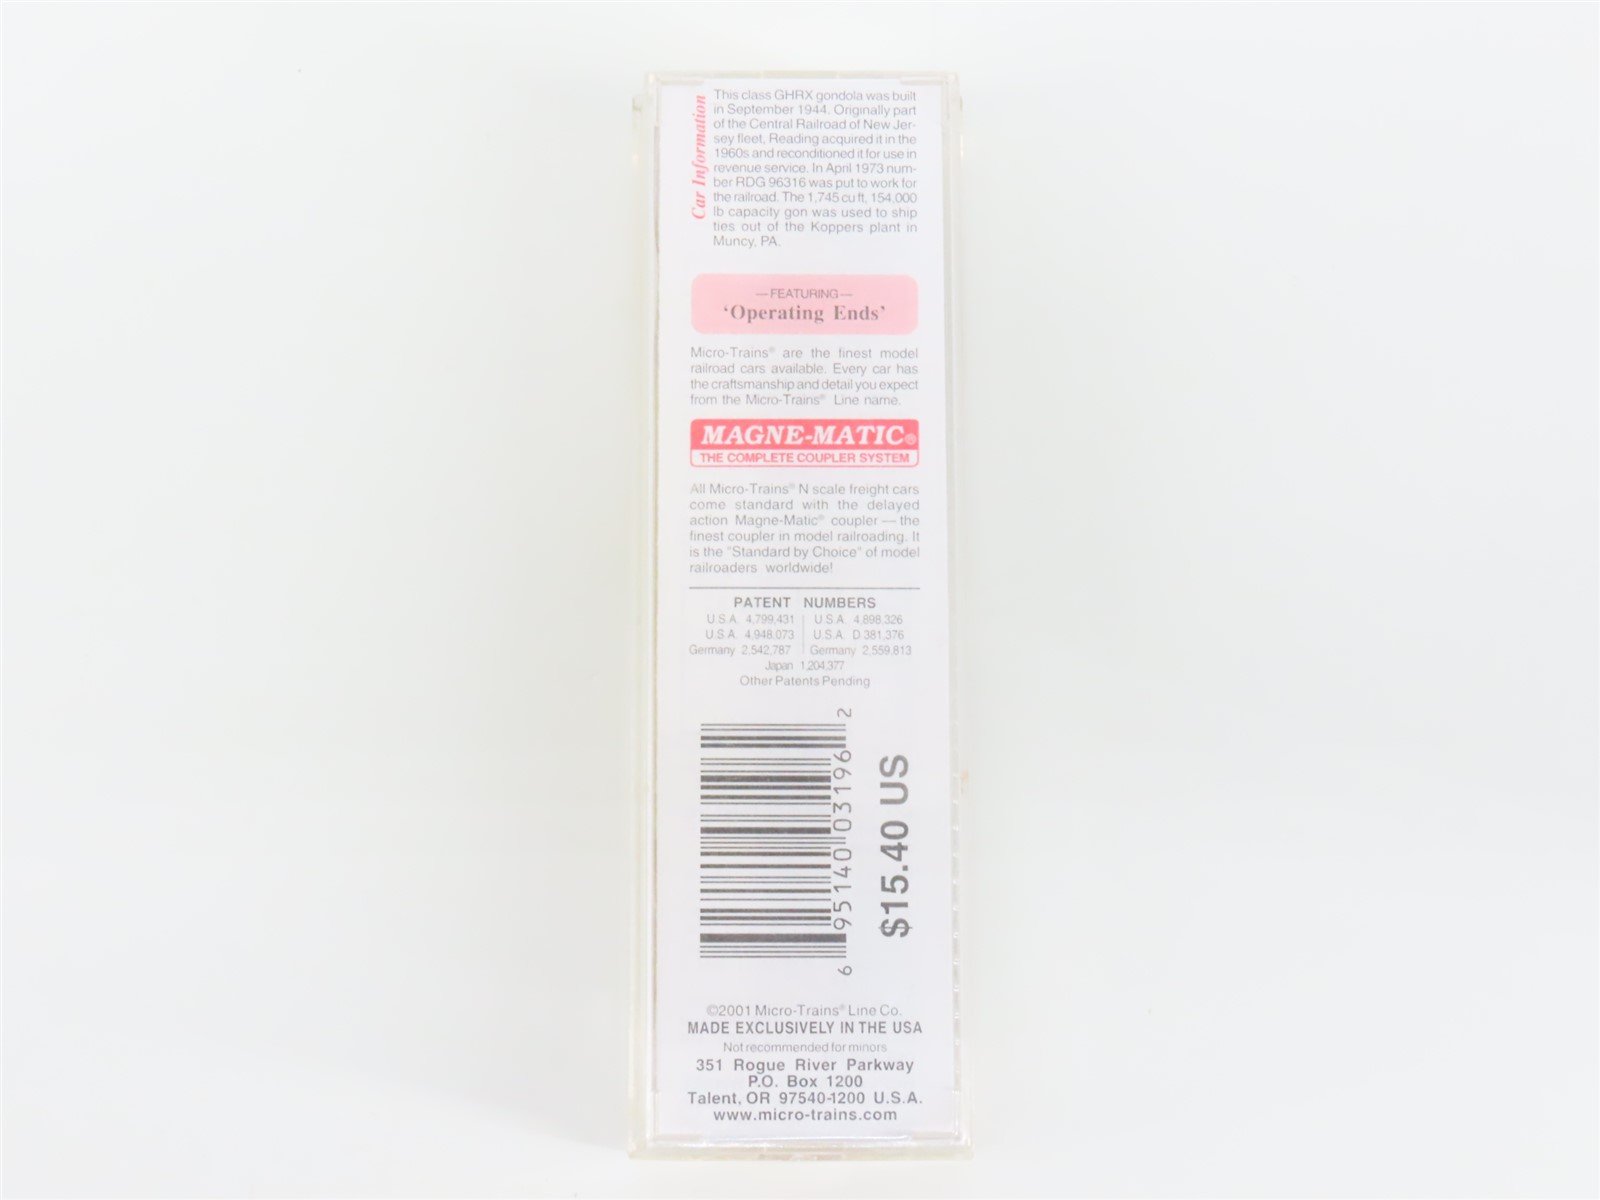 Car Information
This class GHRX gondola was built
in September 1944. Originally part
of the Central Railroad of New Jer-
sey fleet, Reading acquired it in the
1960s and reconditioned it for use in
revenue service. In April 1973 num-
ber RDG 96316 was put to work for
the railroad. The 1,745 cu ft, 154,000
lb capacity gon was used to ship
ties out of the Koppers plant in
Muncy, PA.
—FEATURING—
‘Operating Ends’
Micro-Trains® are the finest model
railroad cars available. Every car has
the craftsmanship and detail you expect
from the Micro-Trains® Line name.
MAGNE-MATIC®
THE COMPLETE COUPLER SYSTEM
All Micro-Trains® N scale freight cars
come standard with the delayed
action Magne-Matic® coupler — the
finest coupler in model railroading. It
is the "Standard by Choice" of model
railroaders worldwide!
PATENT NUMBERS
U.S.A. 4,799,431 U.S.A. 4,898,326
U.S.A. 4,948,073 U.S.A. D 381,376
Germany 2,542,787 Germany 2,559,813
Japan 1,204,377
Other Patents Pending
6 95140 03196 2
$15.40 US
©2001 Micro-Trains® Line Co.
MADE EXCLUSIVELY IN THE USA
Not recommended for minors
351 Rogue River Parkway
P.O. Box 1200
Talent, OR 97540-1200 U.S.A.
www.micro-trains.com